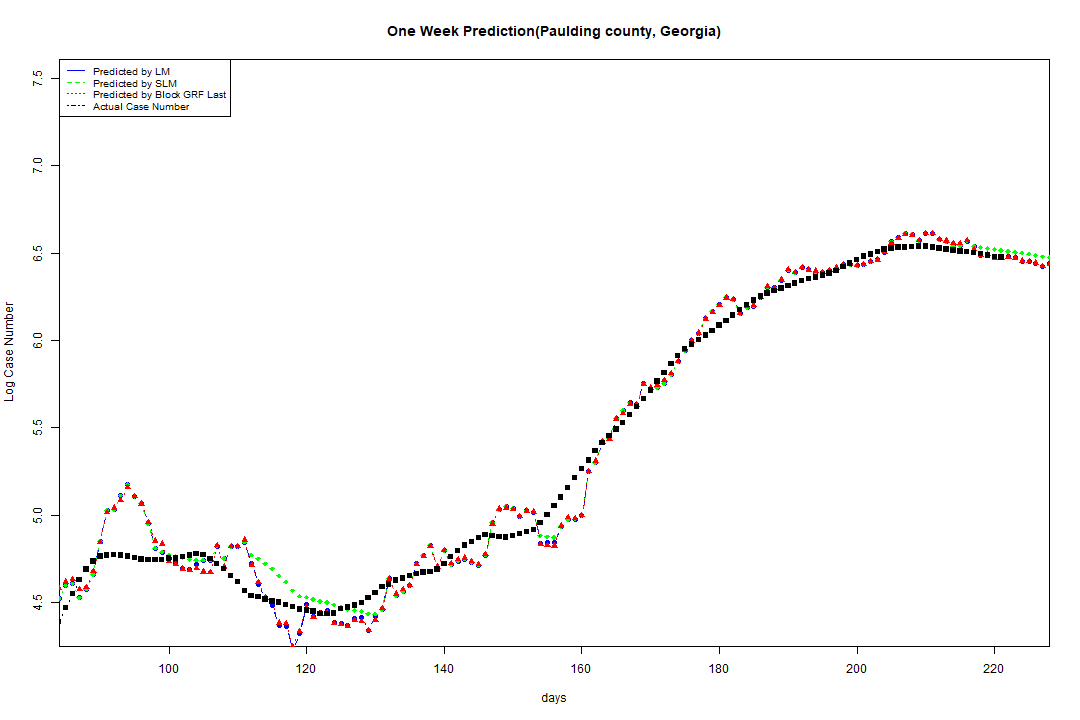 One Week Prediction(Paulding county, Georgia)
Predicted by LM
Predicted by SLM
Predicted by Block GRF Last
Actual Case Number
7.5
7.0
6.5
6.0
5.5
5.0
4.5
Log Case Number
100 120 140 160 180 200 220
days